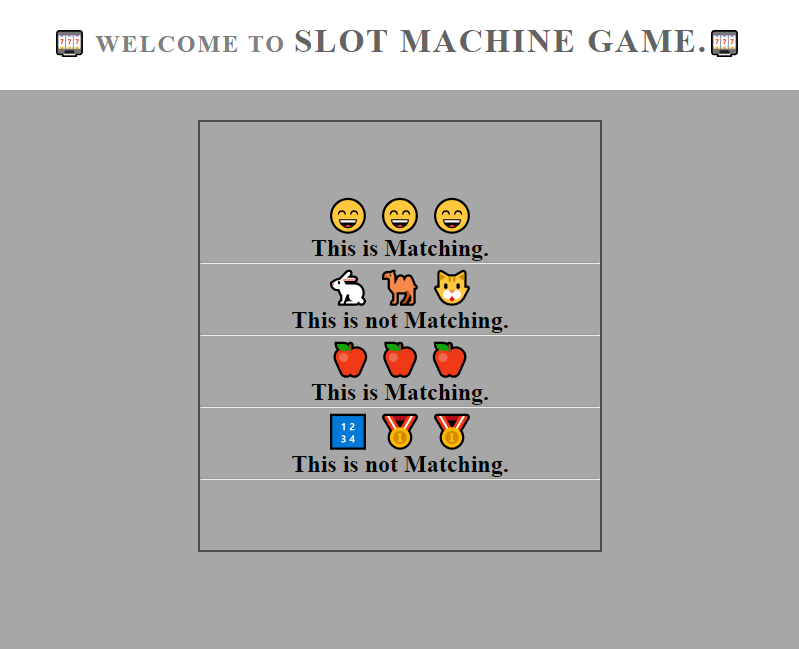 🎰 WELCOME TO SLOT MACHINE GAME.🎰
😄 😄 😄
This is Matching.
🐇 🐫 🐱
This is not Matching.
🍎 🍎 🍎
This is Matching.
🔢 🥇 🥇
This is not Matching.